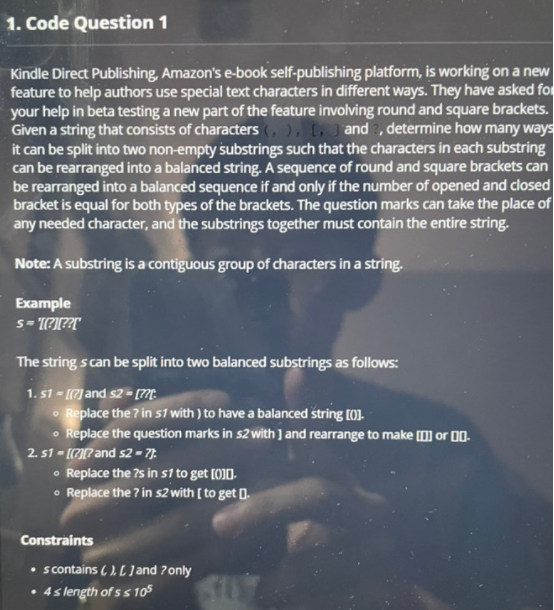 1. Code Question 1
Kindle Direct Publishing, Amazon's e-book self-publishing platform, is working on a new
feature to help authors use special text characters in different ways. They have asked for
your help in beta testing a new part of the feature involving round and square brackets.
Given a string that consists of characters (, ), [, ] and ?, determine how many ways
it can be split into two non-empty substrings such that the characters in each substring
can be rearranged into a balanced string. A sequence of round and square brackets can
be rearranged into a balanced sequence if and only if the number of opened and closed
bracket is equal for both types of the brackets. The question marks can take the place of
any needed character, and the substrings together must contain the entire string.
Note: A substring is a contiguous group of characters in a string.
Example
s = '[(?][??['
The string s can be split into two balanced substrings as follows:
1. s1 = [(?] and s2 = [??[:
○ Replace the ? in s1 with ) to have a balanced string [()].
○ Replace the question marks in s2 with ] and rearrange to make [[]] or [][].
2. s1 = [(?][? and s2 = ?[:
○ Replace the ?s in s1 to get [()][].
○ Replace the ? in s2 with [ to get [].
Constraints
• s contains (, ), [, ] and ? only
• 4 ≤ length of s ≤ 10⁵